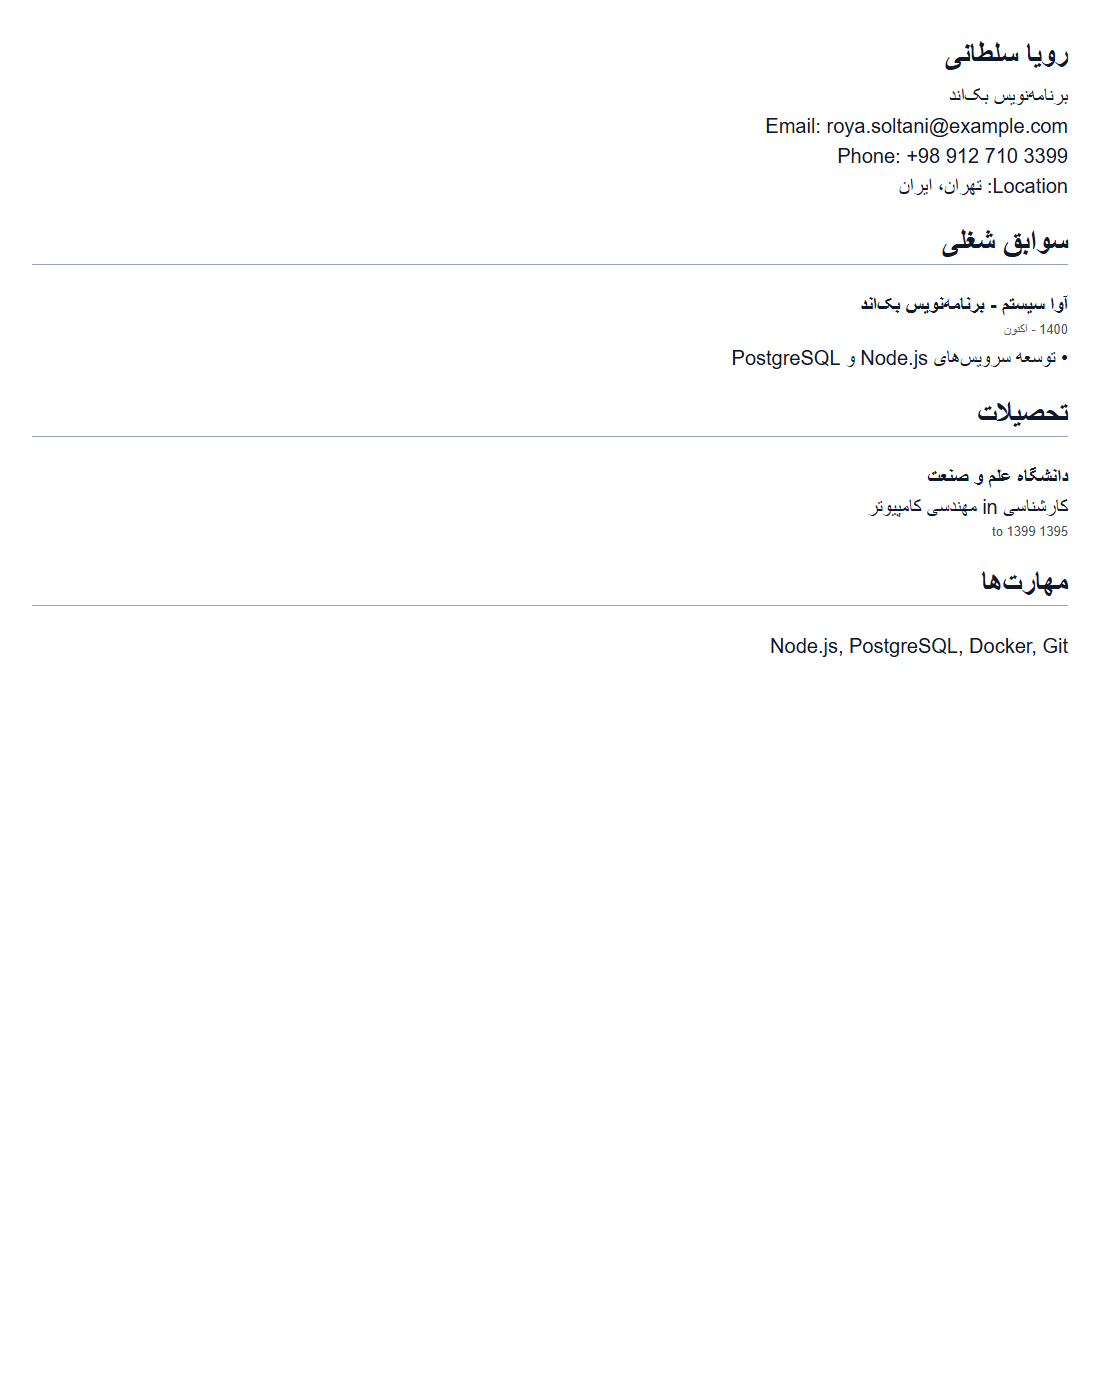 رویا سلطانی
برنامه‌نویس بک‌اند
Email: roya.soltani@example.com
Phone: +98 912 710 3399
Location: تهران، ایران
سوابق شغلی
آوا سیستم - برنامه‌نویس بک‌اند
1400 - اکنون
• توسعه سرویس‌های Node.js و PostgreSQL
تحصیلات
دانشگاه علم و صنعت
کارشناسی in مهندسی کامپیوتر
1395 to 1399
مهارت‌ها
Node.js, PostgreSQL, Docker, Git